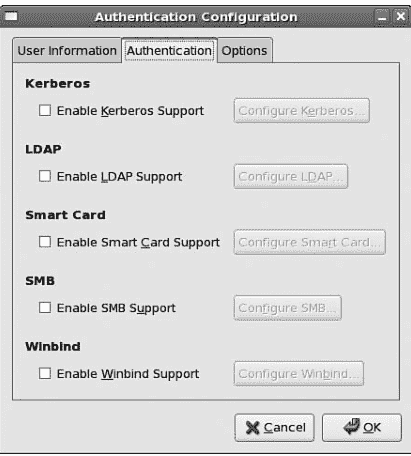 Authentication Configuration
User Information Authentication Options
Kerberos
Enable Kerberos Support Configure Kerberos...
LDAP
Enable LDAP Support Configure LDAP...
Smart Card
Enable Smart Card Support Configure Smart Card...
SMB
Enable SMB Support Configure SMB...
Winbind
Enable Winbind Support Configure Winbind...
Cancel OK